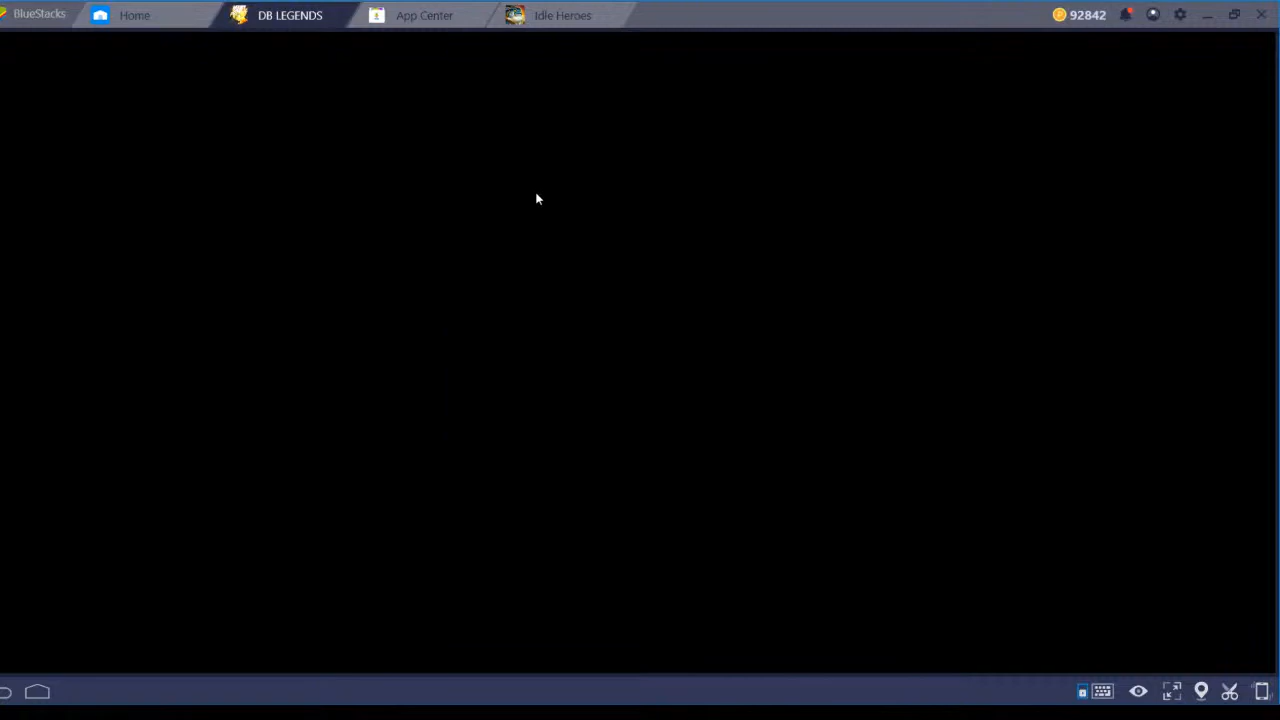 BlueStacks
Home
DB LEGENDS
App Center
Idle Heroes
92842